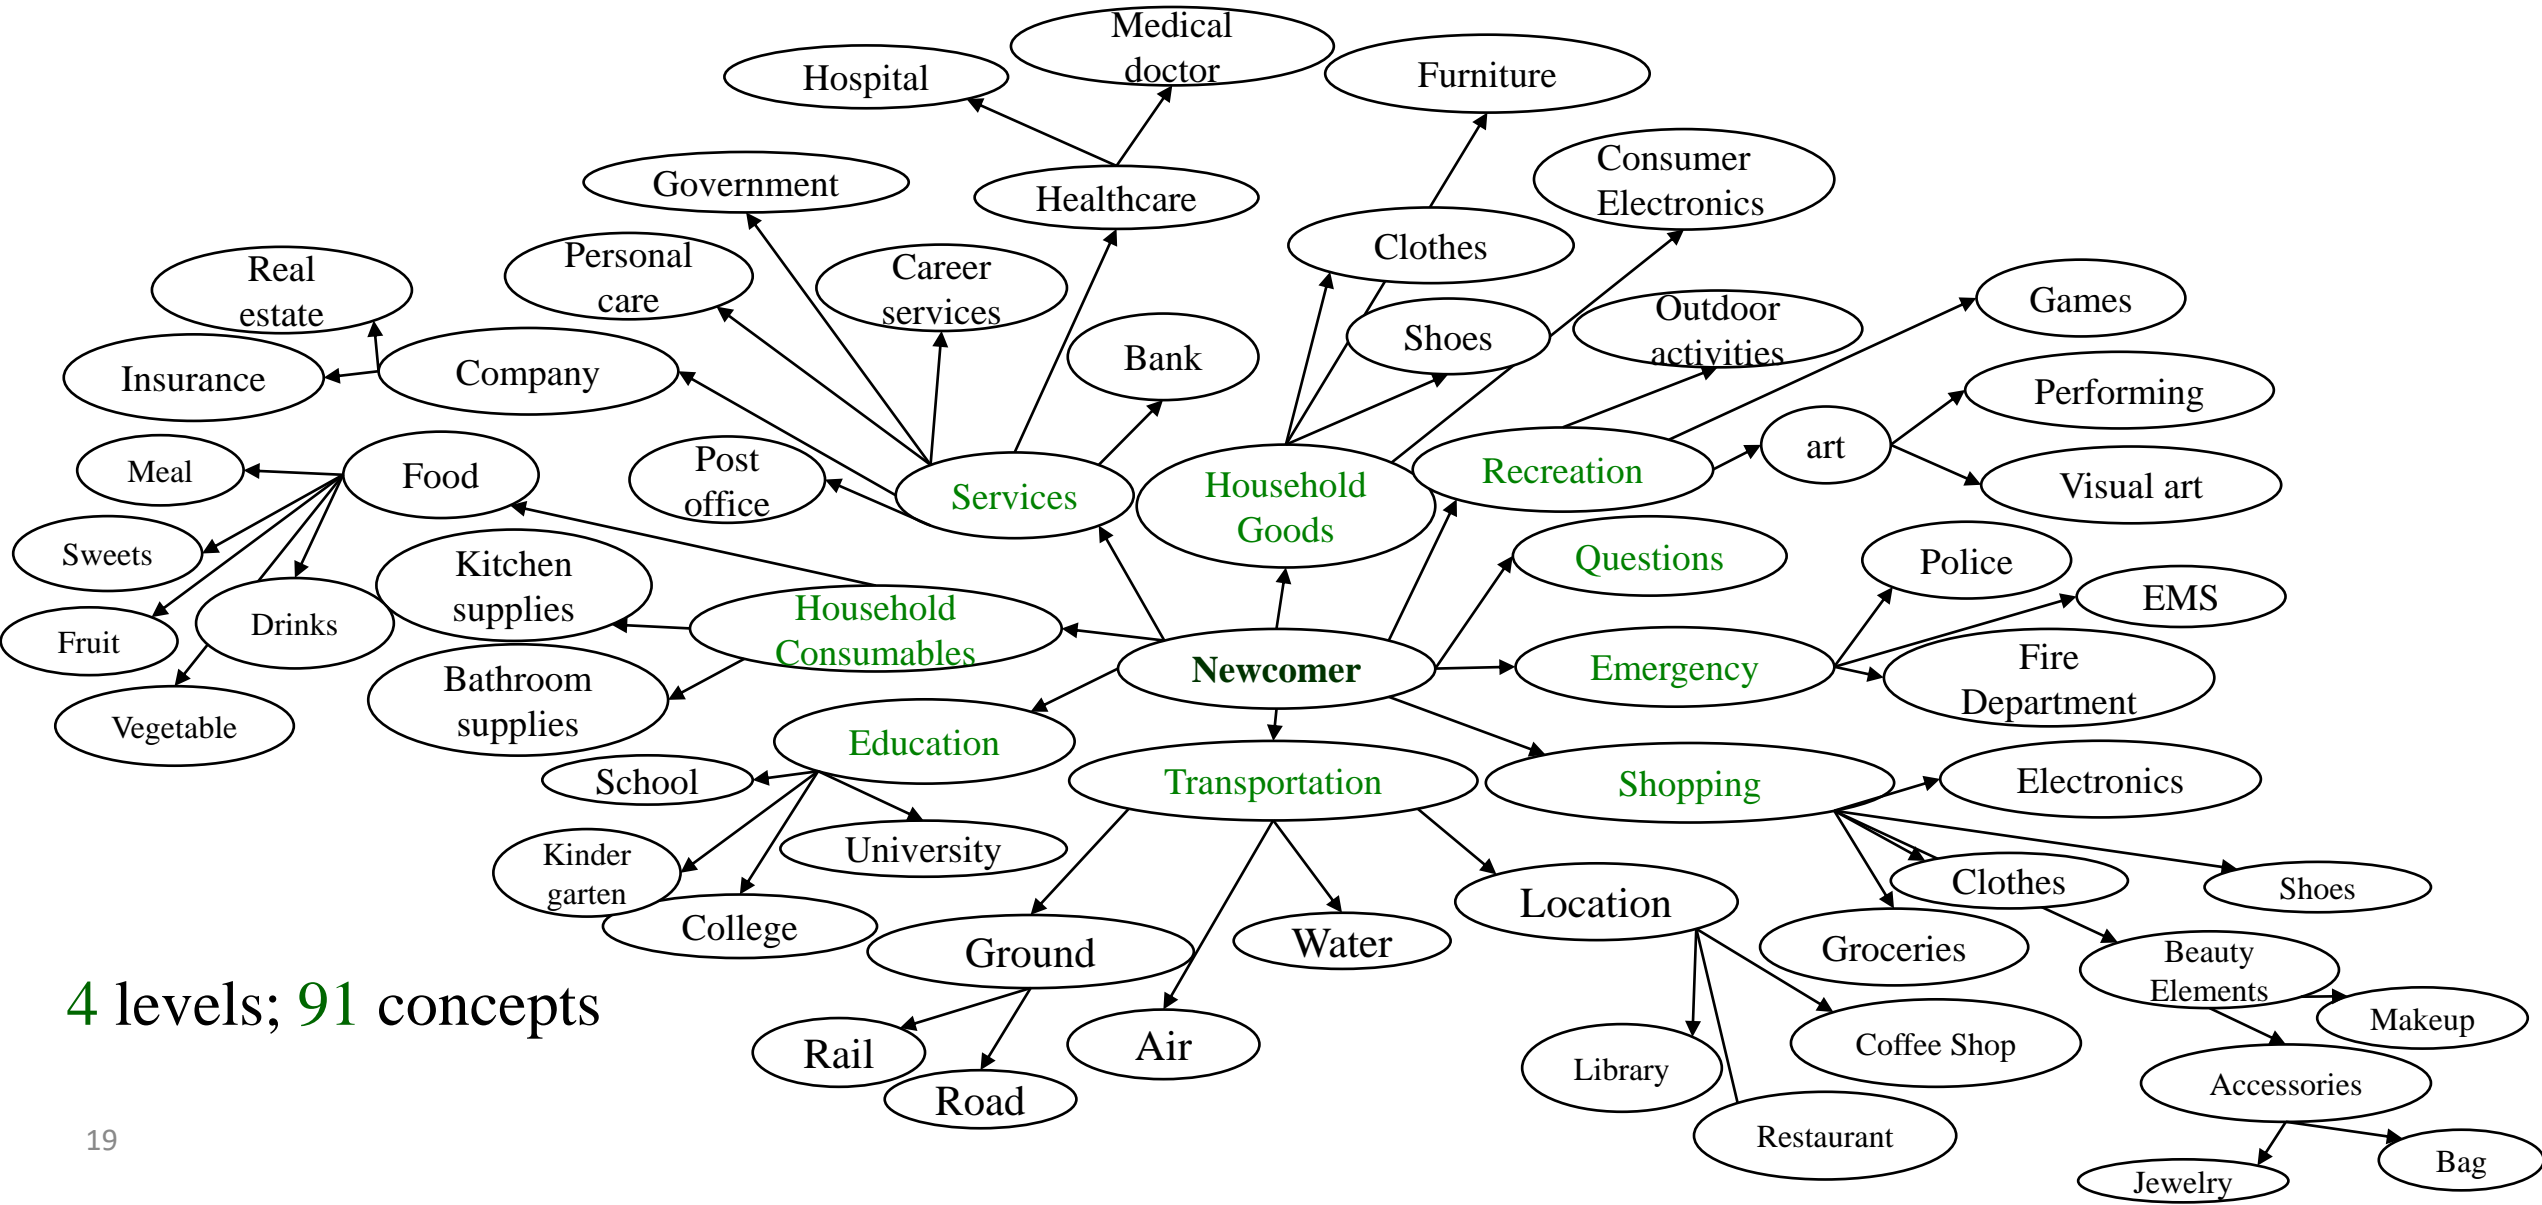 Medical
doctor
Hospital
Furniture
Consumer
Electronics
Government
Healthcare
Clothes
Personal
care
Career
services
Real
estate
Games
Outdoor
activities
Shoes
Bank
Insurance
Company
Performing
art
Visual art
Meal
Food
Post
office
Services
Household
Goods
Recreation
Questions
Police
EMS
Sweets
Kitchen
supplies
Household
Consumables
Fruit
Drinks
Newcomer
Emergency
Fire
Department
Bathroom
supplies
Vegetable
Education
School
Transportation
Shopping
Electronics
University
Kinder
garten
College
Clothes
Shoes
Location
Ground
Water
Groceries
Beauty
Elements
4 levels; 91 concepts
Makeup
Rail
Air
Road
Library
Coffee Shop
Accessories
Restaurant
19
Jewelry
Bag